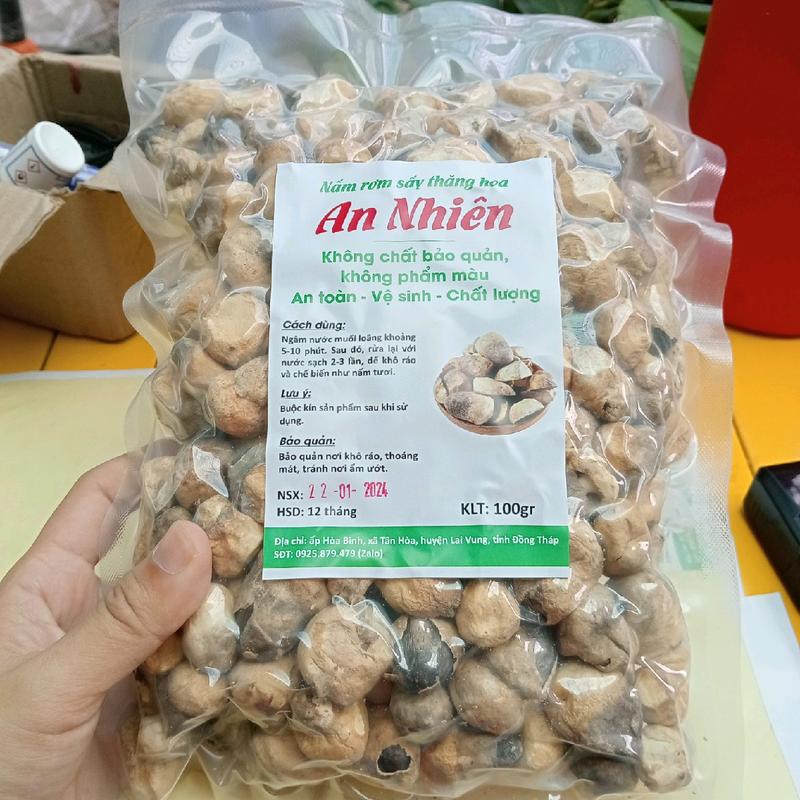 Nấm rơm sấy thăng hoa
An Nhiên
Không chất bảo quản,
không phẩm màu
An toàn - Vệ sinh - Chất lượng
Cách dùng:
Ngâm nước muối loãng khoảng
5-10 phút. Sau đó, rửa lại với
nước sạch 2-3 lần, để khô ráo
và chế biến như nấm tươi.
Lưu ý:
Buộc kín sản phẩm sau khi sử
dụng.
Bảo quản:
Bảo quản nơi khô ráo, thoáng
mát, tránh nơi ẩm ướt.
NSX: 22-01-2024
HSD: 12 tháng
KLT: 100gr
Địa chỉ: ấp Hòa Bình, xã Tân Hòa, huyện Lai Vung, tỉnh Đồng Tháp
SĐT: 0925.879.479 (Zalo)